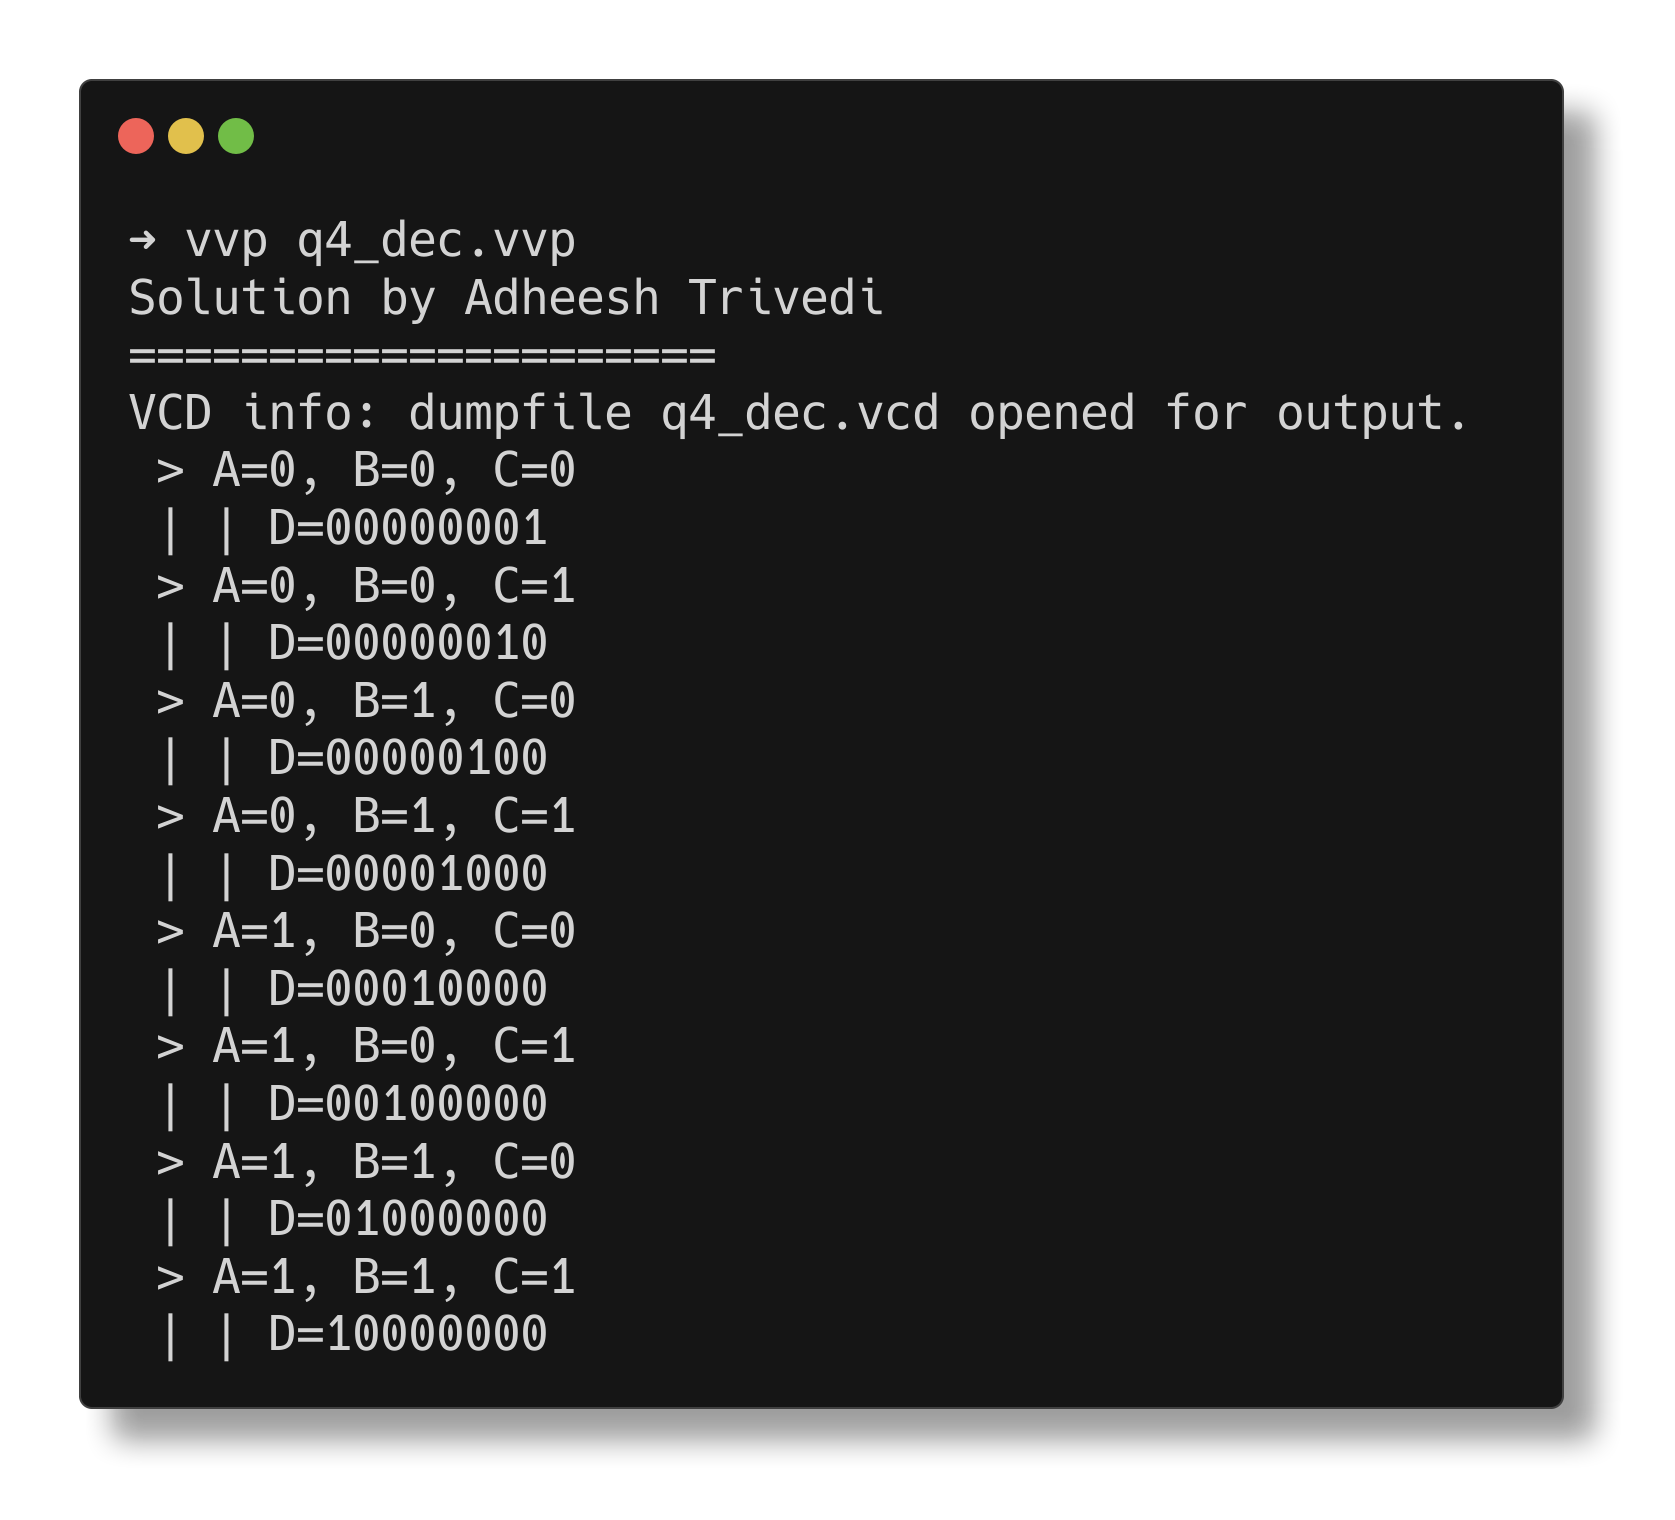 ➜ vvp q4_dec.vvp
Solution by Adheesh Trivedi
=====================
VCD info: dumpfile q4_dec.vcd opened for output.
 > A=0, B=0, C=0
 | | D=00000001
 > A=0, B=0, C=1
 | | D=00000010
 > A=0, B=1, C=0
 | | D=00000100
 > A=0, B=1, C=1
 | | D=00001000
 > A=1, B=0, C=0
 | | D=00010000
 > A=1, B=0, C=1
 | | D=00100000
 > A=1, B=1, C=0
 | | D=01000000
 > A=1, B=1, C=1
 | | D=10000000